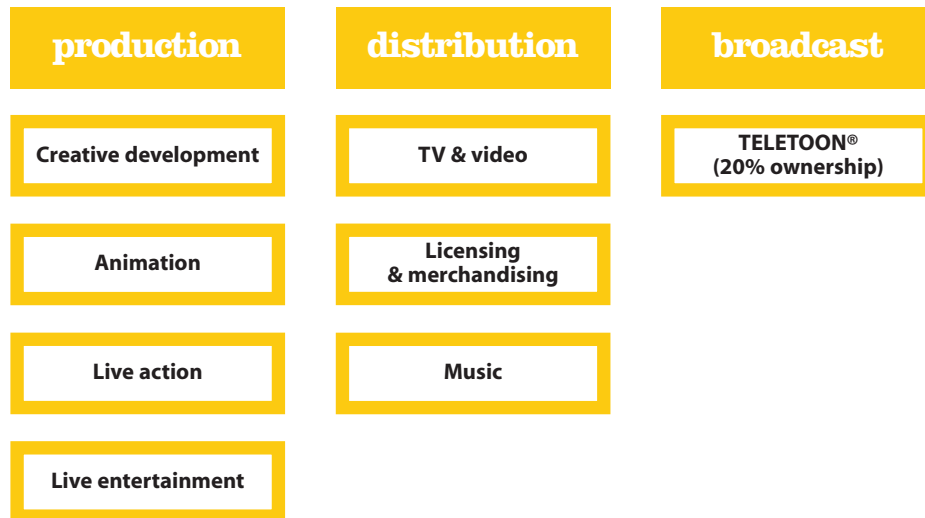 production
Creative development
Animation
Live action
Live entertainment
distribution
TV & video
Licensing
& merchandising
Music
broadcast
TELETOON®
(20% ownership)